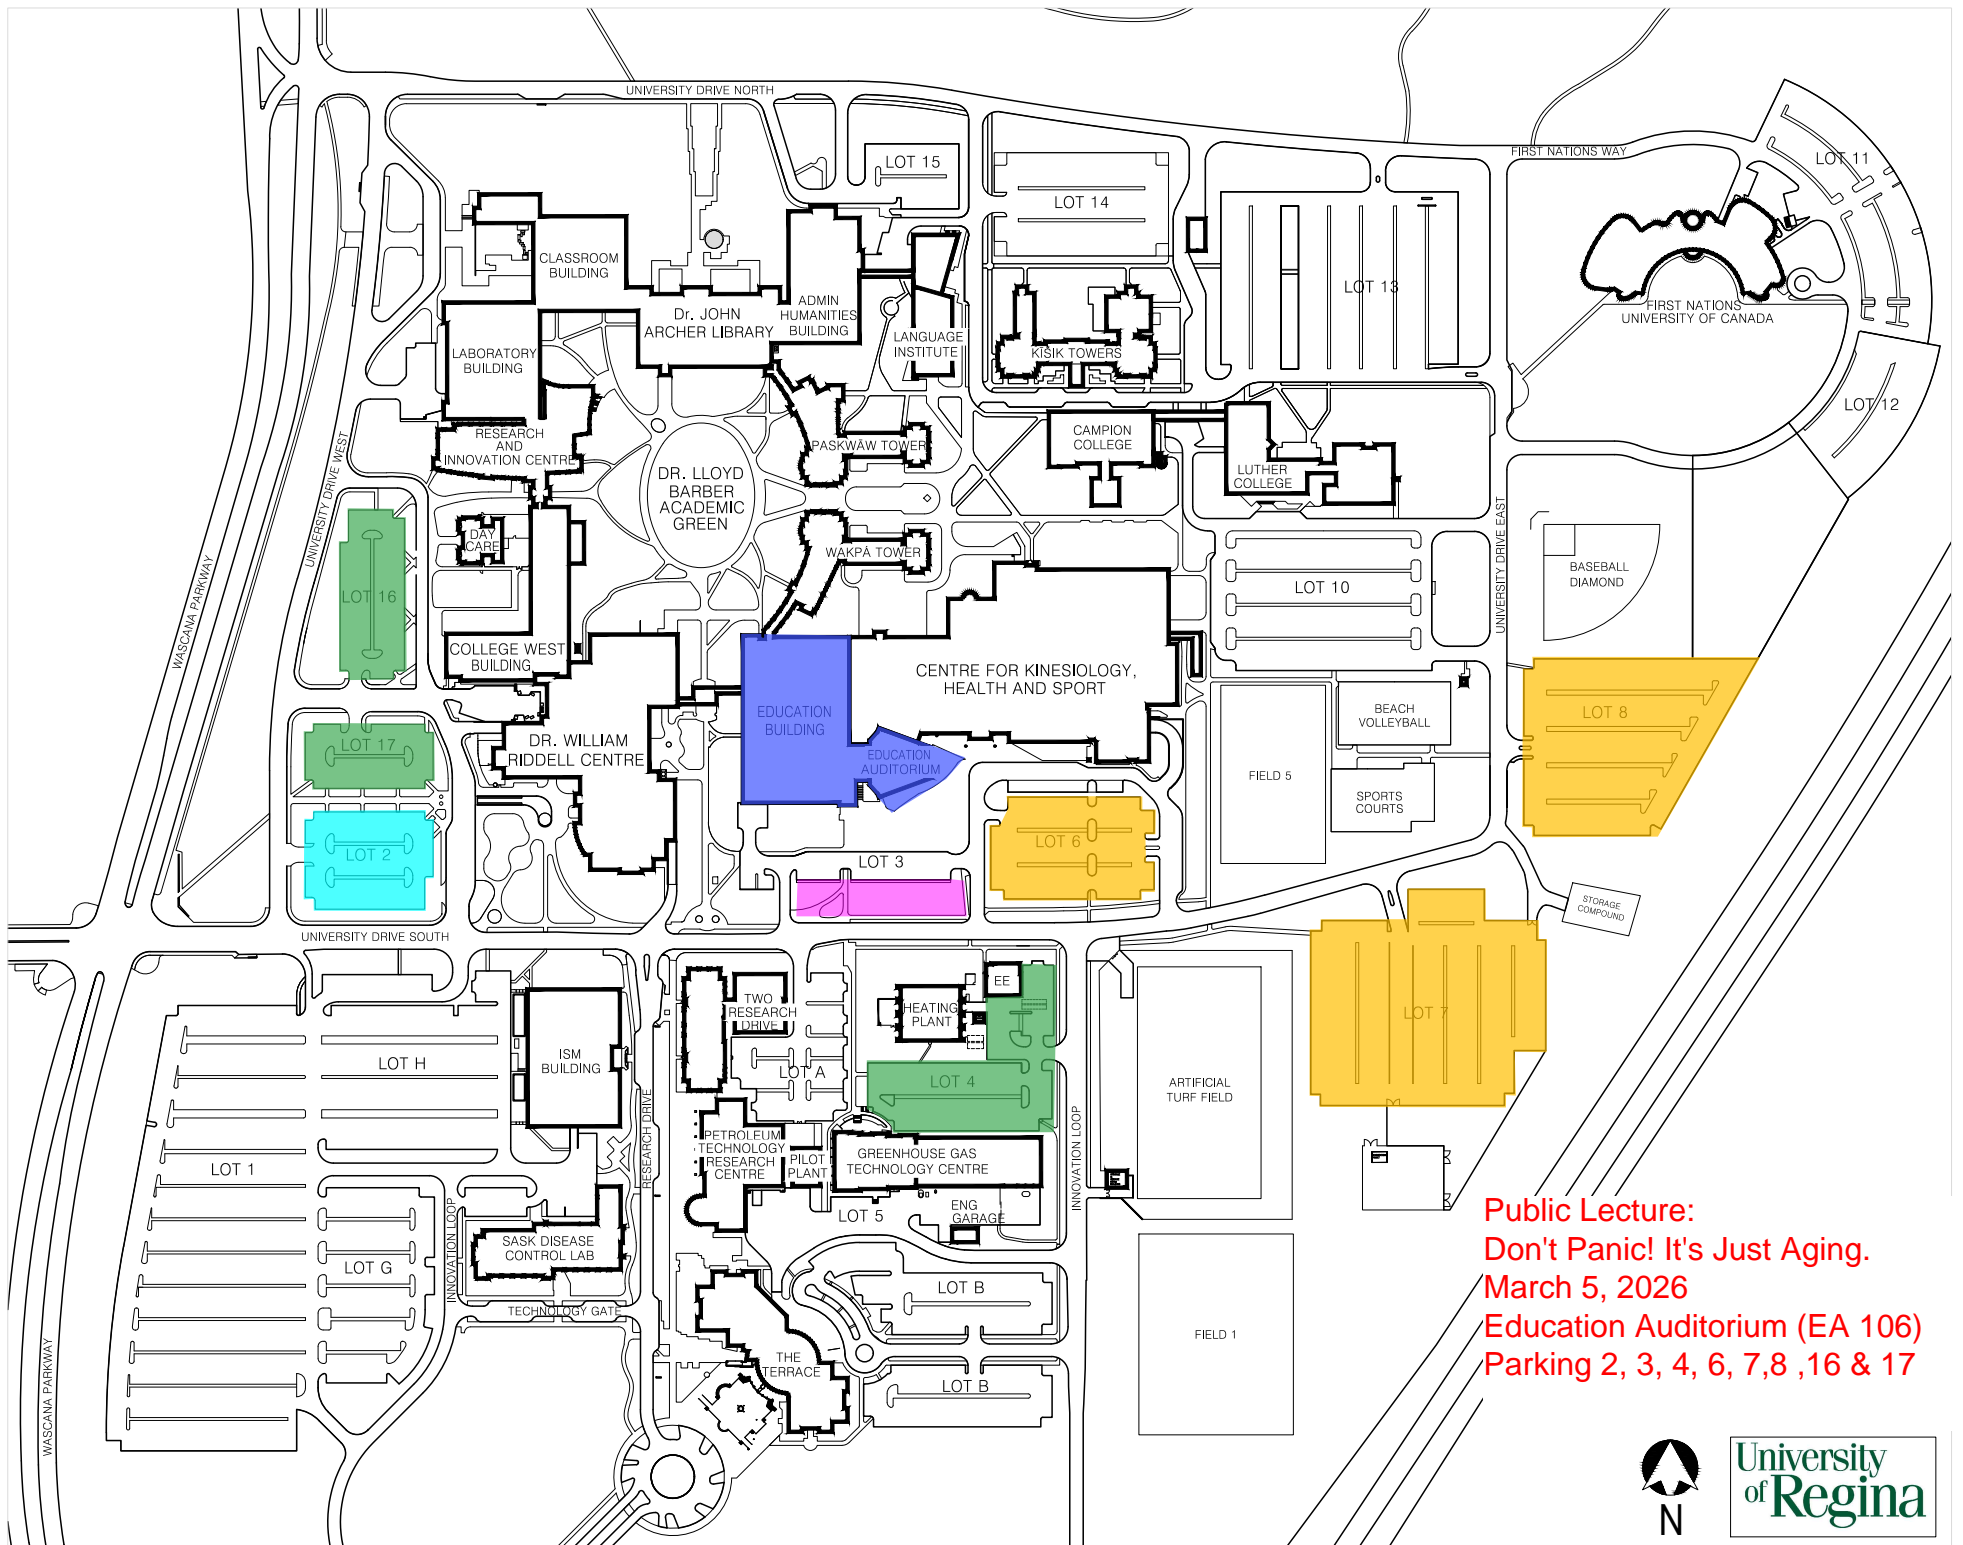 UNIVERSITY DRIVE NORTH
FIRST NATIONS WAY
LOT 11
LOT 15
LOT 14
CLASSROOM
BUILDING
LOT 13
ADMIN
HUMANITIES
BUILDING
Dr. JOHN
ARCHER LIBRARY
FIRST NATIONS
UNIVERSITY OF CANADA
LANGUAGE
INSTITUTE
KĪSIK TOWERS
LABORATORY
BUILDING
LOT 12
RESEARCH
AND
INNOVATION CENTRE
PASKWĀW TOWER
CAMPION
COLLEGE
LUTHER
COLLEGE
DR. LLOYD
BARBER
ACADEMIC
GREEN
UNIVERSITY DRIVE WEST
WASCANA PARKWAY
DAY
CARE
WAKPÁ TOWER
UNIVERSITY DRIVE EAST
BASEBALL
DIAMOND
LOT 16
LOT 10
COLLEGE WEST
BUILDING
CENTRE FOR KINESIOLOGY,
HEALTH AND SPORT
EDUCATION
BUILDING
BEACH
VOLLEYBALL
LOT 8
LOT 17
DR. WILLIAM
RIDDELL CENTRE
EDUCATION
AUDITORIUM
FIELD 5
SPORTS
COURTS
LOT 2
LOT 6
LOT 3
STORAGE
COMPOUND
UNIVERSITY DRIVE SOUTH
EE
TWO
RESEARCH
DRIVE
HEATING
PLANT
LOT 7
LOT H
ISM
BUILDING
LOT A
LOT 4
ARTIFICIAL
TURF FIELD
RESEARCH DRIVE
INNOVATION LOOP
LOT 1
PETROLEUM
TECHNOLOGY
RESEARCH
CENTRE
PILOT
PLANT
GREENHOUSE GAS
TECHNOLOGY CENTRE
LOT 5
ENG
GARAGE
INNOVATION LOOP
SASK DISEASE
CONTROL LAB
LOT G
LOT B
TECHNOLOGY GATE
FIELD 1
THE
TERRACE
LOT B
WASCANA PARKWAY
Public Lecture:
Don't Panic! It's Just Aging.
March 5, 2026
Education Auditorium (EA 106)
Parking 2, 3, 4, 6, 7,8 ,16 & 17
N
University
of Regina